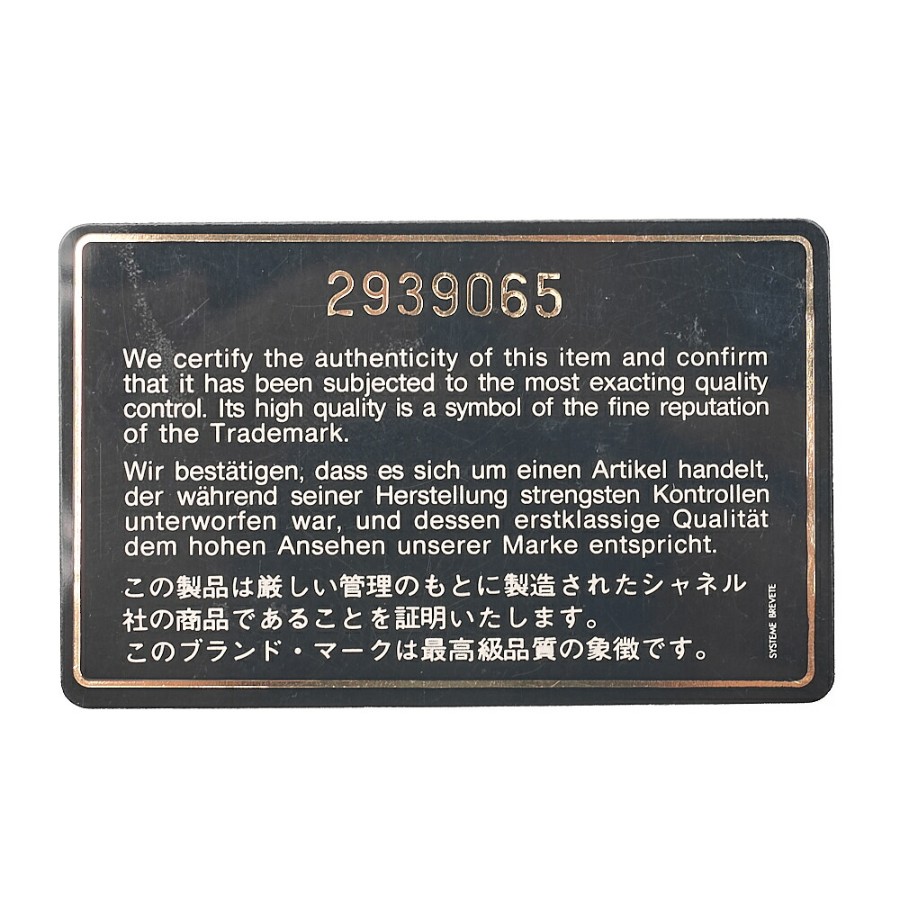 2939065
We certify the authenticity of this item and confirm
that it has been subjected to the most exacting quality
control. Its high quality is a symbol of the fine reputation
of the Trademark.
Wir bestätigen, dass es sich um einen Artikel handelt,
der während seiner Herstellung strengsten Kontrollen
unterworfen war, und dessen erstklassige Qualität
dem hohen Ansehen unserer Marke entspricht.
この製品は厳しい管理のもとに製造されたシャネル
社の商品であることを証明いたします。
このブランド・マークは最高級品質の象徴です。
SYSTEME BREVETE